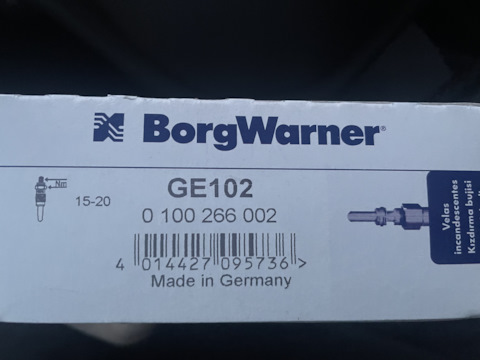 BorgWarner®
GE102
Nm
15-20
0 100 266 002
4 014427 095736 >
Made in Germany
Velas
incandescentes
Kızdırma bujisi